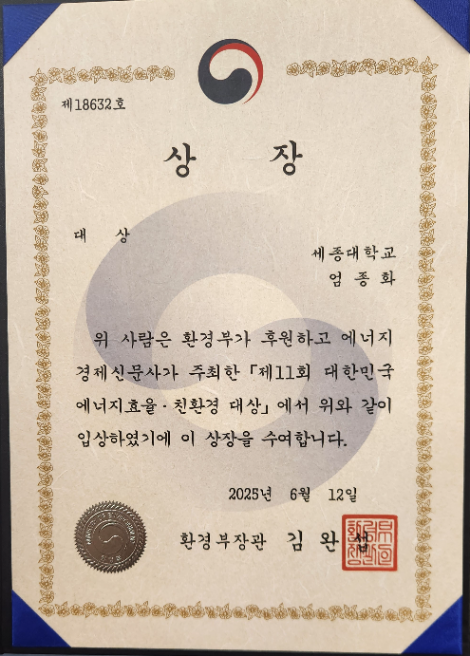 제18632호
상 장
대 상
세종대학교
엄 종 화
위 사람은 환경부가 후원하고 에너지
경제신문사가 주최한 「제11회 대한민국
에너지효율·친환경 대상」에서 위와 같이
입상하였기에 이 상장을 수여합니다.
2025년 6월 12일
환경부장관 김 완 섭